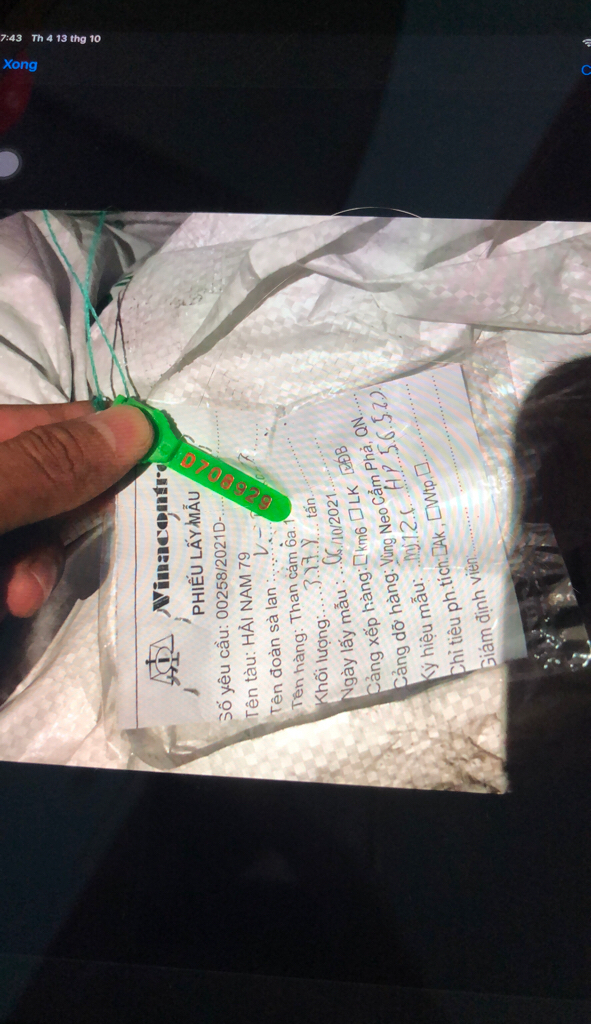 7:43 Th 4 13 thg 10
Xong
Vinacontr
PHIẾU LẤY MẪU
Số yêu cầu: 00258/2021D-
Tên tàu: HẢI NAM 79
Tên đoàn sà lan :
Tên hàng: Than cám 6a.1
Khối lượng: tấn
Ngày lấy mẫu : 06/10/2021
Cảng xếp hàng: □km6 □LK ☑ĐB
Cảng dỡ hàng: Vùng Neo Cẩm Phả, QN
Ký hiệu mẫu:
Chỉ tiêu ph.tích□Ak, □Wtp □
Giám định viên
D708929